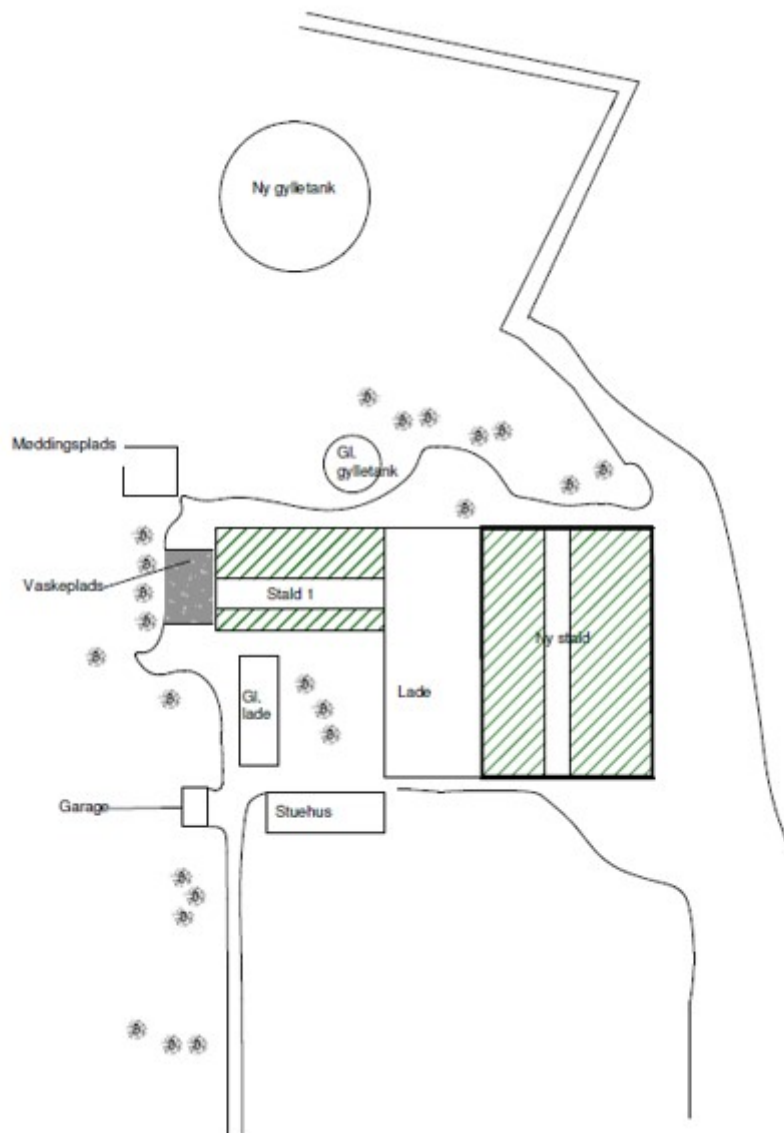 Ny gylletank
Møddingsplads
Gl.
gylletank
Vaskeplads
Stald 1
Ny stald
Gl.
lade
Lade
Garage
Stuehus